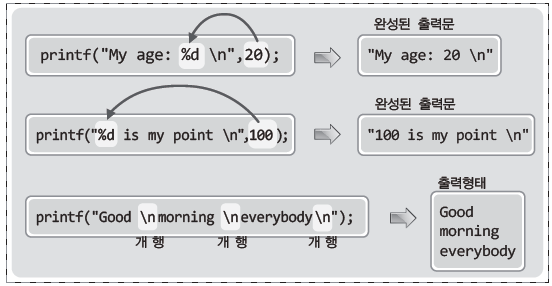 완성된 출력문
printf("My age: %d \n",20);
"My age: 20 \n"
완성된 출력문
printf("%d is my point \n",100);
"100 is my point \n"
출력형태
printf("Good \nmorning \neverybody\n");
개 행 개 행 개 행
Good
morning
everybody